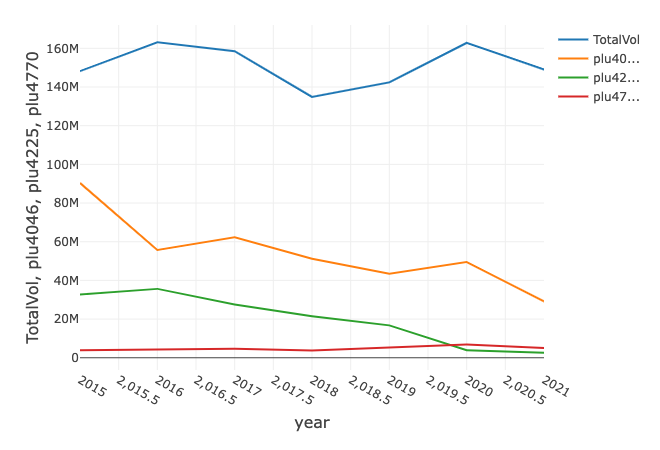 TotalVol, plu4046, plu4225, plu4770
160M
140M
120M
100M
80M
60M
40M
20M
0
2015
2,015.5
2016
2,016.5
2017
2,017.5
2018
2,018.5
2019
2,019.5
2020
2,020.5
2021
year
TotalVol
plu40...
plu42...
plu47...